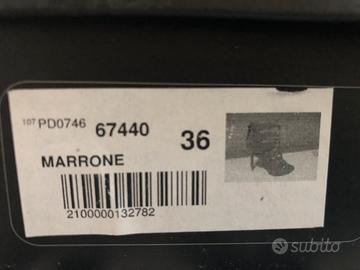 107 PD0746 67440 36
MARRONE
2100000132782
subito